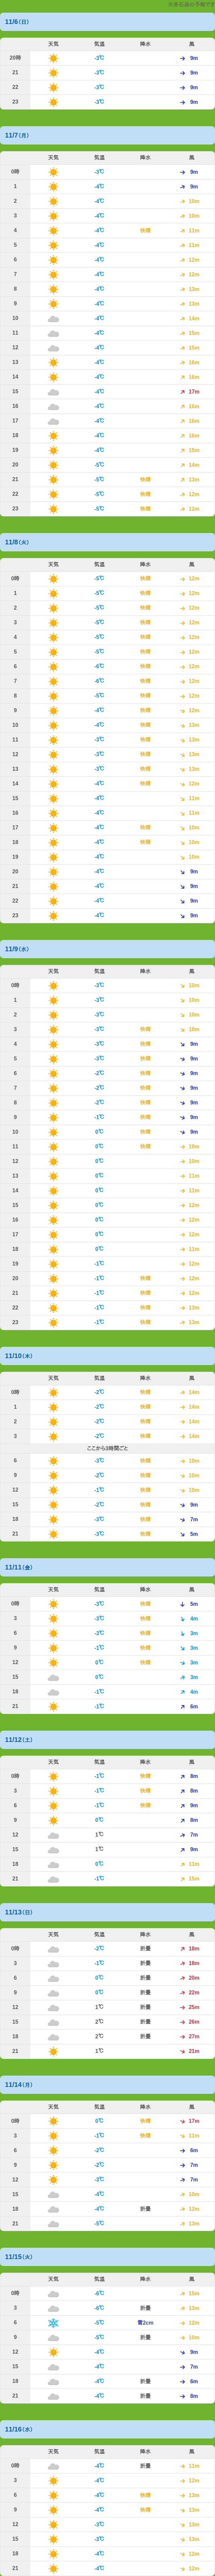 の予報です
11/6(日)
天気 気温 降水 風
20時 -3℃ 9m
21 -3℃ 9m
22 -3℃ 9m
23 -3℃ 9m
11/7(月)
天気 気温 降水 風
0時 -3℃ 9m
1 -4℃ 9m
2 -4℃ 10m
3 -4℃ 10m
4 -4℃ 快晴 11m
5 -4℃ 11m
6 -4℃ 12m
7 -4℃ 12m
8 -4℃ 13m
9 -4℃ 13m
10 -4℃ 14m
11 -4℃ 15m
12 -4℃ 15m
13 -4℃ 16m
14 -4℃ 16m
15 -4℃ 17m
16 -4℃ 16m
17 -4℃ 16m
18 -4℃ 16m
19 -4℃ 15m
20 -5℃ 14m
21 -5℃ 快晴 13m
22 -5℃ 快晴 12m
23 -5℃ 快晴 12m
11/8(火)
天気 気温 降水 風
0時 -5℃ 快晴 12m
1 -5℃ 快晴 12m
2 -5℃ 快晴 12m
3 -5℃ 快晴 12m
4 -5℃ 快晴 12m
5 -5℃ 快晴 12m
6 -6℃ 快晴 12m
7 -6℃ 快晴 12m
8 -5℃ 快晴 12m
9 -4℃ 快晴 12m
10 -4℃ 快晴 13m
11 -3℃ 快晴 13m
12 -3℃ 快晴 13m
13 -3℃ 快晴 13m
14 -4℃ 快晴 12m
15 -4℃ 11m
16 -4℃ 11m
17 -4℃ 快晴 10m
18 -4℃ 快晴 10m
19 -4℃ 10m
20 -4℃ 9m
21 -4℃ 9m
22 -4℃ 9m
23 -4℃ 9m
11/9(水)
天気 気温 降水 風
0時 -3℃ 10m
1 -3℃ 10m
2 -3℃ 10m
3 -3℃ 快晴 10m
4 -3℃ 快晴 9m
5 -3℃ 快晴 9m
6 -2℃ 快晴 9m
7 -2℃ 快晴 9m
8 -2℃ 快晴 9m
9 -1℃ 快晴 9m
10 0℃ 快晴 9m
11 0℃ 快晴 10m
12 0℃ 10m
13 0℃ 11m
14 0℃ 11m
15 0℃ 12m
16 0℃ 12m
17 0℃ 12m
18 0℃ 11m
19 -1℃ 12m
20 -1℃ 快晴 12m
21 -1℃ 快晴 12m
22 -1℃ 快晴 13m
23 -1℃ 快晴 13m
11/10(木)
天気 気温 降水 風
0時 -2℃ 快晴 14m
1 -2℃ 快晴 14m
2 -2℃ 快晴 14m
3 -2℃ 快晴 14m
ここから3時間ごと
6 -3℃ 快晴 10m
9 -2℃ 快晴 10m
12 -1℃ 快晴 10m
15 -2℃ 快晴 9m
18 -3℃ 快晴 7m
21 -3℃ 快晴 5m
11/11(金)
天気 気温 降水 風
0時 -3℃ 快晴 5m
3 -3℃ 快晴 4m
6 -3℃ 快晴 3m
9 -1℃ 快晴 3m
12 0℃ 快晴 3m
15 0℃ 3m
18 -1℃ 快晴 4m
21 -1℃ 快晴 6m
11/12(土)
天気 気温 降水 風
0時 -1℃ 快晴 8m
3 -1℃ 快晴 8m
6 -1℃ 快晴 9m
9 0℃ 8m
12 1℃ 7m
15 1℃ 9m
18 0℃ 11m
21 -1℃ 15m
11/13(日)
天気 気温 降水 風
0時 -2℃ 折曇 18m
3 -1℃ 折曇 18m
6 0℃ 折曇 20m
9 0℃ 折曇 22m
12 1℃ 折曇 25m
15 2℃ 折曇 26m
18 2℃ 折曇 27m
21 1℃ 21m
11/14(月)
天気 気温 降水 風
0時 0℃ 快晴 17m
3 -1℃ 快晴 11m
6 -2℃ 6m
9 -2℃ 7m
12 -3℃ 7m
15 -4℃ 10m
18 -4℃ 折曇 12m
21 -5℃ 13m
11/15(火)
天気 気温 降水 風
0時 -6℃ 15m
3 -6℃ 折曇 13m
6 -5℃ 雪2cm 12m
9 -5℃ 折曇 10m
12 -4℃ 9m
15 -4℃ 7m
18 -4℃ 折曇 6m
21 -4℃ 折曇 8m
11/16(水)
天気 気温 降水 風
0時 -4℃ 折曇 11m
3 -4℃ 12m
6 -4℃ 快晴 12m
9 -4℃ 快晴 13m
12 -3℃ 13m
15 -3℃ 13m
18 -4℃ 12m
21 -4℃ 12m